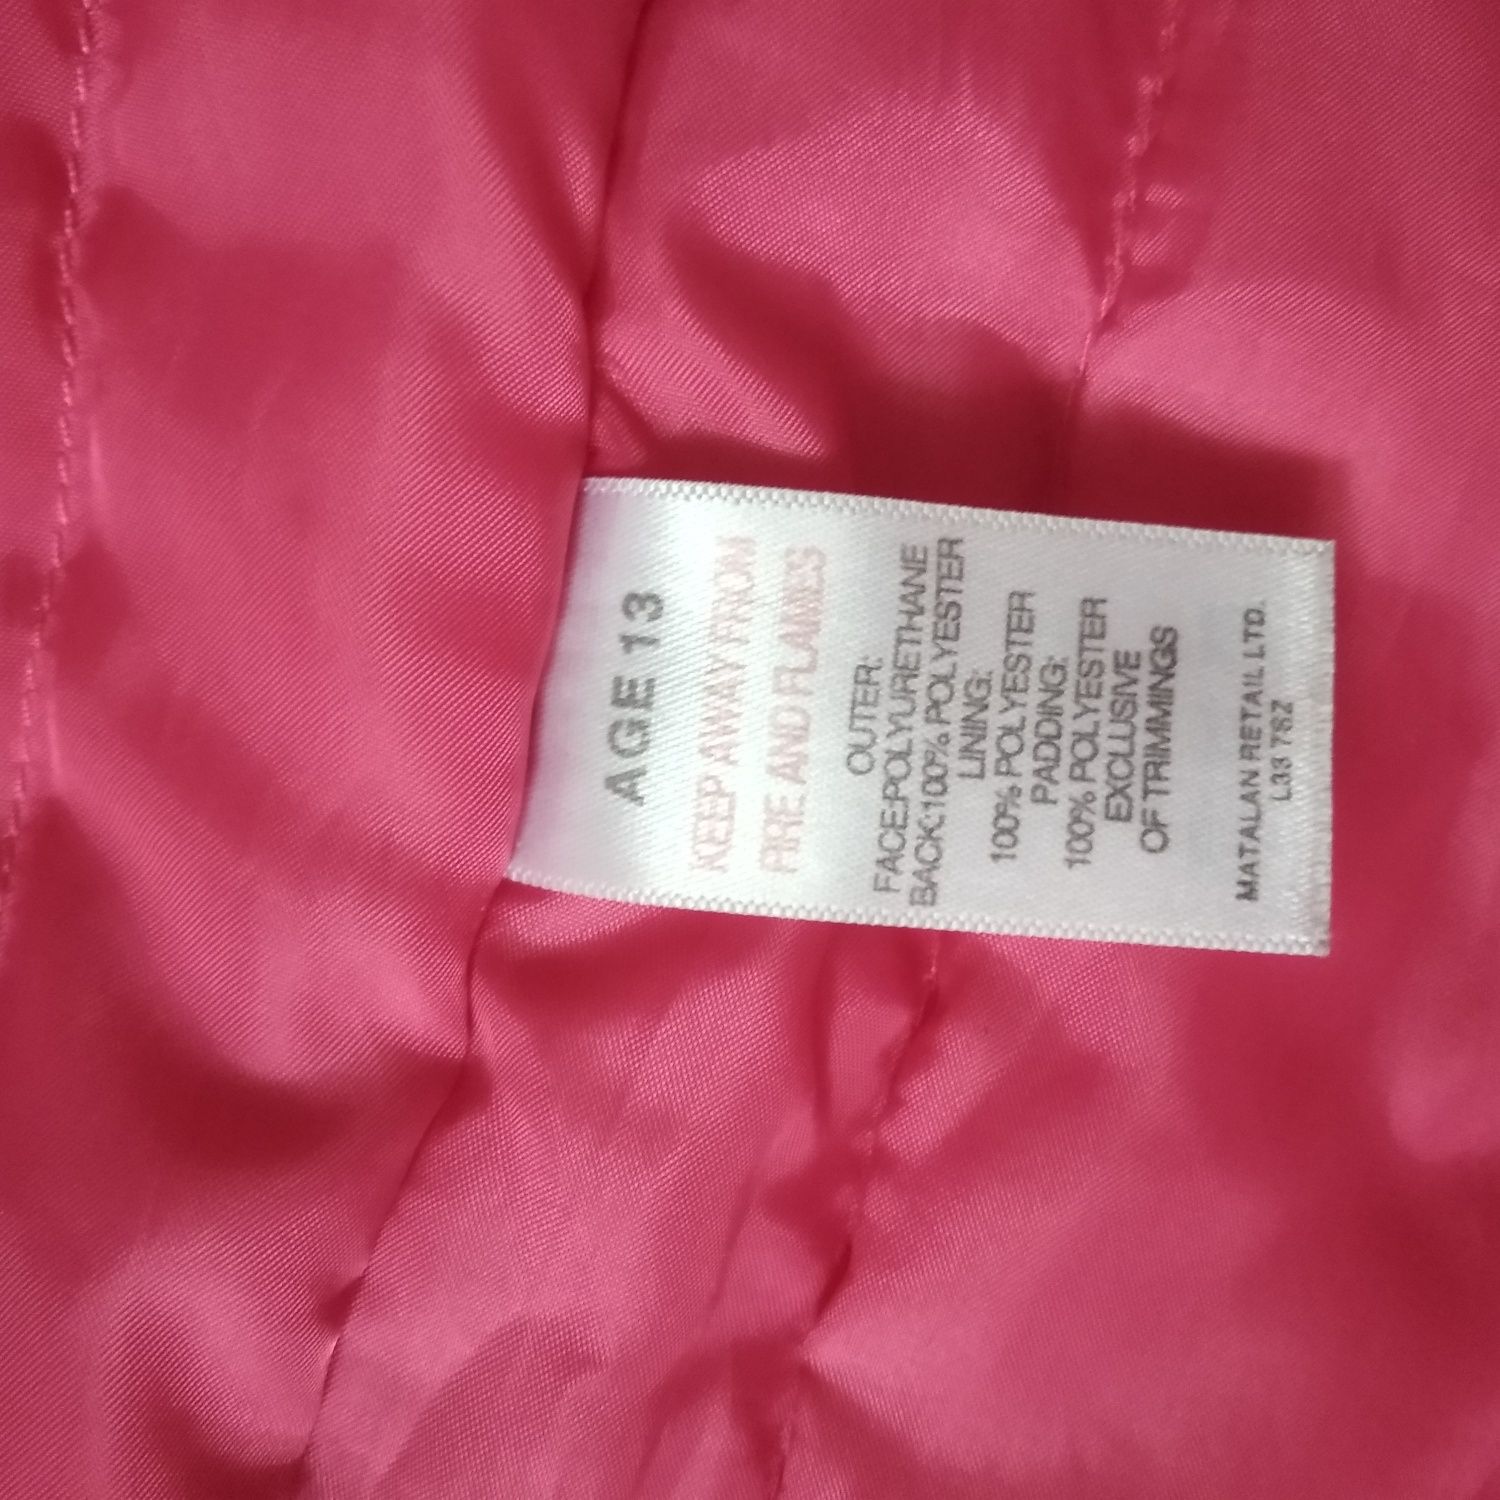 AGE 13
KEEP AWAY FROM
FIRE AND FLAMES
OUTER:
FACE:POLYURETHANE
BACK:100% POLYESTER
LINING:
100% POLYESTER
PADDING:
100% POLYESTER
EXCLUSIVE
OF TRIMMINGS
MATALAN RETAIL LTD.
L33 7SZ